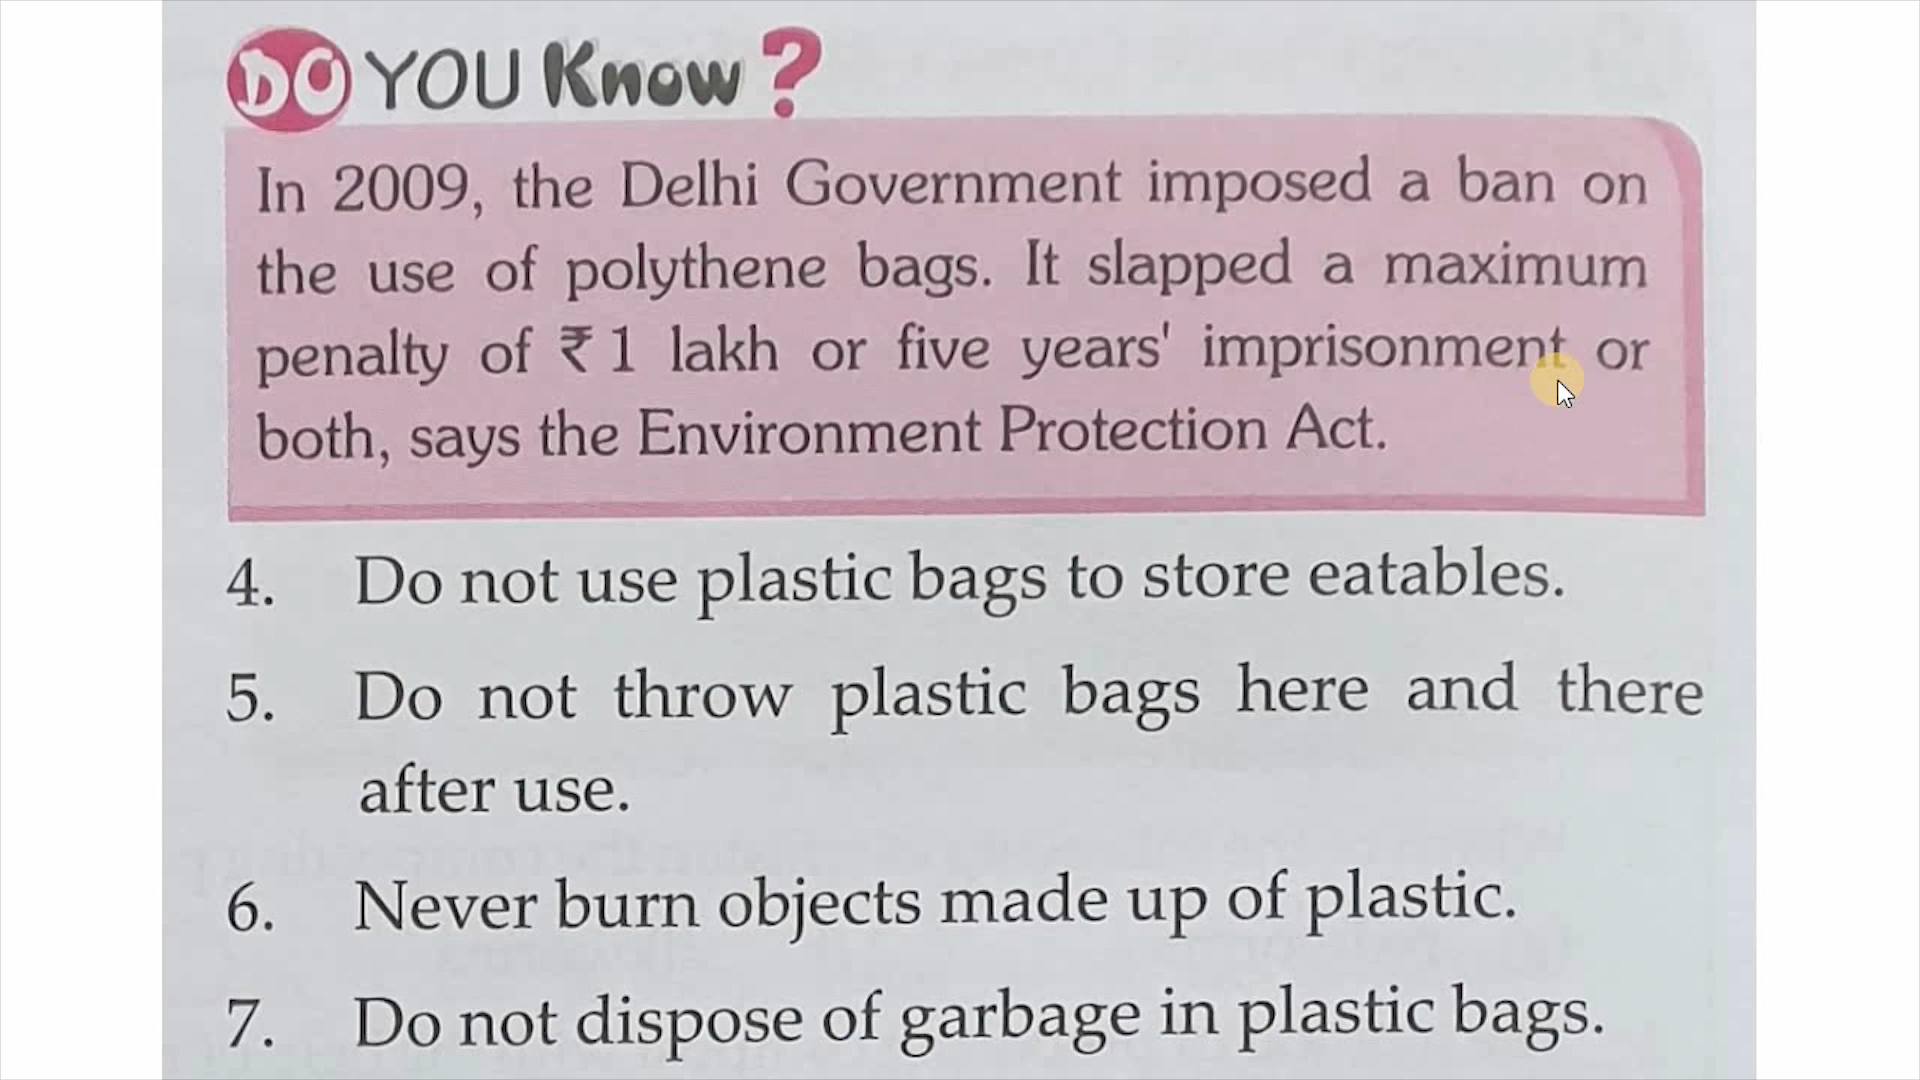 DO YOU Know?
In 2009, the Delhi Government imposed a ban on
the use of polythene bags. It slapped a maximum
penalty of ₹ 1 lakh or five years' imprisonment or
both, says the Environment Protection Act.
4. Do not use plastic bags to store eatables.
5. Do not throw plastic bags here and there
after use.
6. Never burn objects made up of plastic.
7. Do not dispose of garbage in plastic bags.